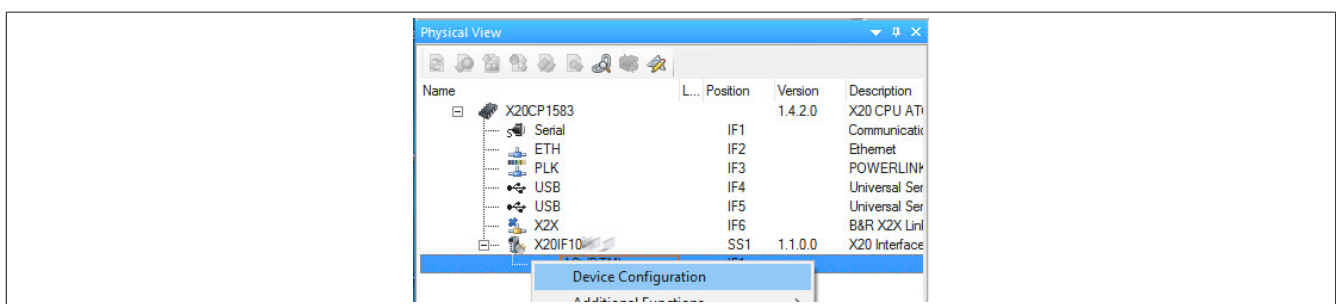 Physical View
Name L... Position Version Description
X20CP1583 1.4.2.0 X20 CPU AT
Serial IF1 Communicatio
ETH IF2 Ethernet
PLK IF3 POWERLINK
USB IF4 Universal Ser
USB IF5 Universal Ser
X2X IF6 B&R X2X Lin
X20IF10 SS1 1.1.0.0 X20 Interface
Device Configuration
Additional Functions